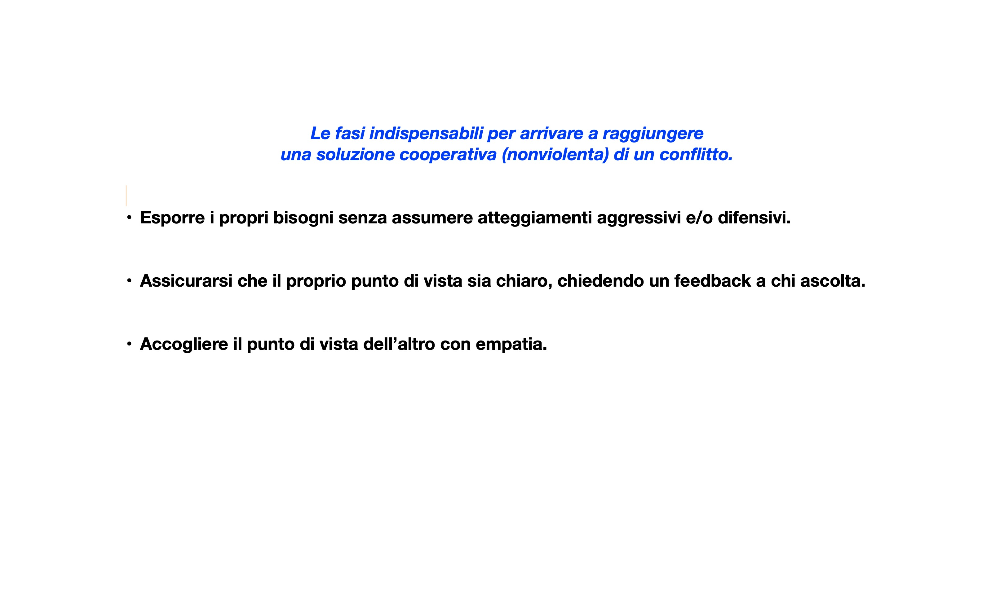 Le fasi indispensabili per arrivare a raggiungere
una soluzione cooperativa (nonviolenta) di un conflitto.
• Esporre i propri bisogni senza assumere atteggiamenti aggressivi e/o difensivi.
• Assicurarsi che il proprio punto di vista sia chiaro, chiedendo un feedback a chi ascolta.
• Accogliere il punto di vista dell’altro con empatia.